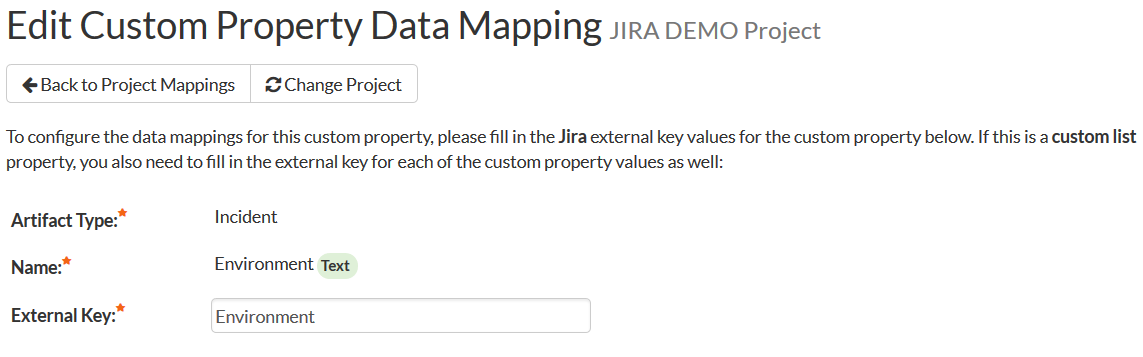 Edit Custom Property Data Mapping JIRA DEMO Project
Back to Project Mappings Change Project
To configure the data mappings for this custom property, please fill in the Jira external key values for the custom property below. If this is a custom list
property, you also need to fill in the external key for each of the custom property values as well:
Artifact Type:* Incident
Name:* Environment Text
External Key:* Environment